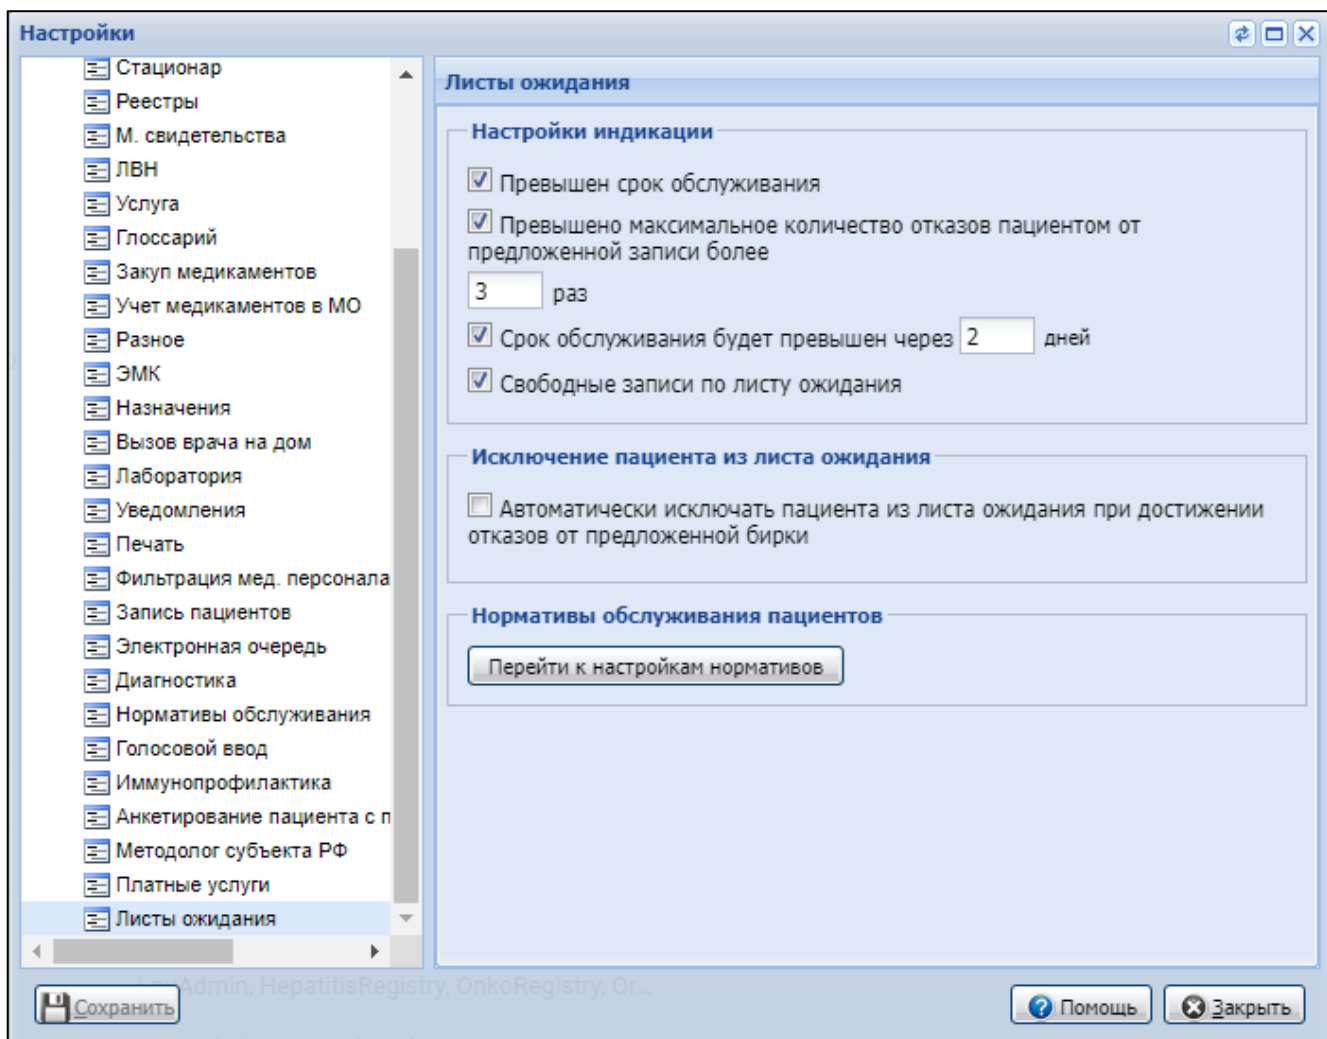 Настройки
Стационар
Реестры
М. свидетельства
ЛВН
Услуга
Глоссарий
Закуп медикаментов
Учет медикаментов в МО
Разное
ЭМК
Назначения
Вызов врача на дом
Лаборатория
Уведомления
Печать
Фильтрация мед. персонала
Запись пациентов
Электронная очередь
Диагностика
Нормативы обслуживания
Голосовой ввод
Иммунопрофилактика
Анкетирование пациента с п
Методолог субъекта РФ
Платные услуги
Листы ожидания
Листы ожидания
Настройки индикации
Превышен срок обслуживания
Превышено максимальное количество отказов пациентом от
предложенной записи более
3 раз
Срок обслуживания будет превышен через 2 дней
Свободные записи по листу ожидания
Исключение пациента из листа ожидания
Автоматически исключать пациента из листа ожидания при достижении
отказов от предложенной бирки
Нормативы обслуживания пациентов
Перейти к настройкам нормативов
HepatitisRegistry, OnkoRegistry, Or...
Сохранить
Помощь
Закрыть